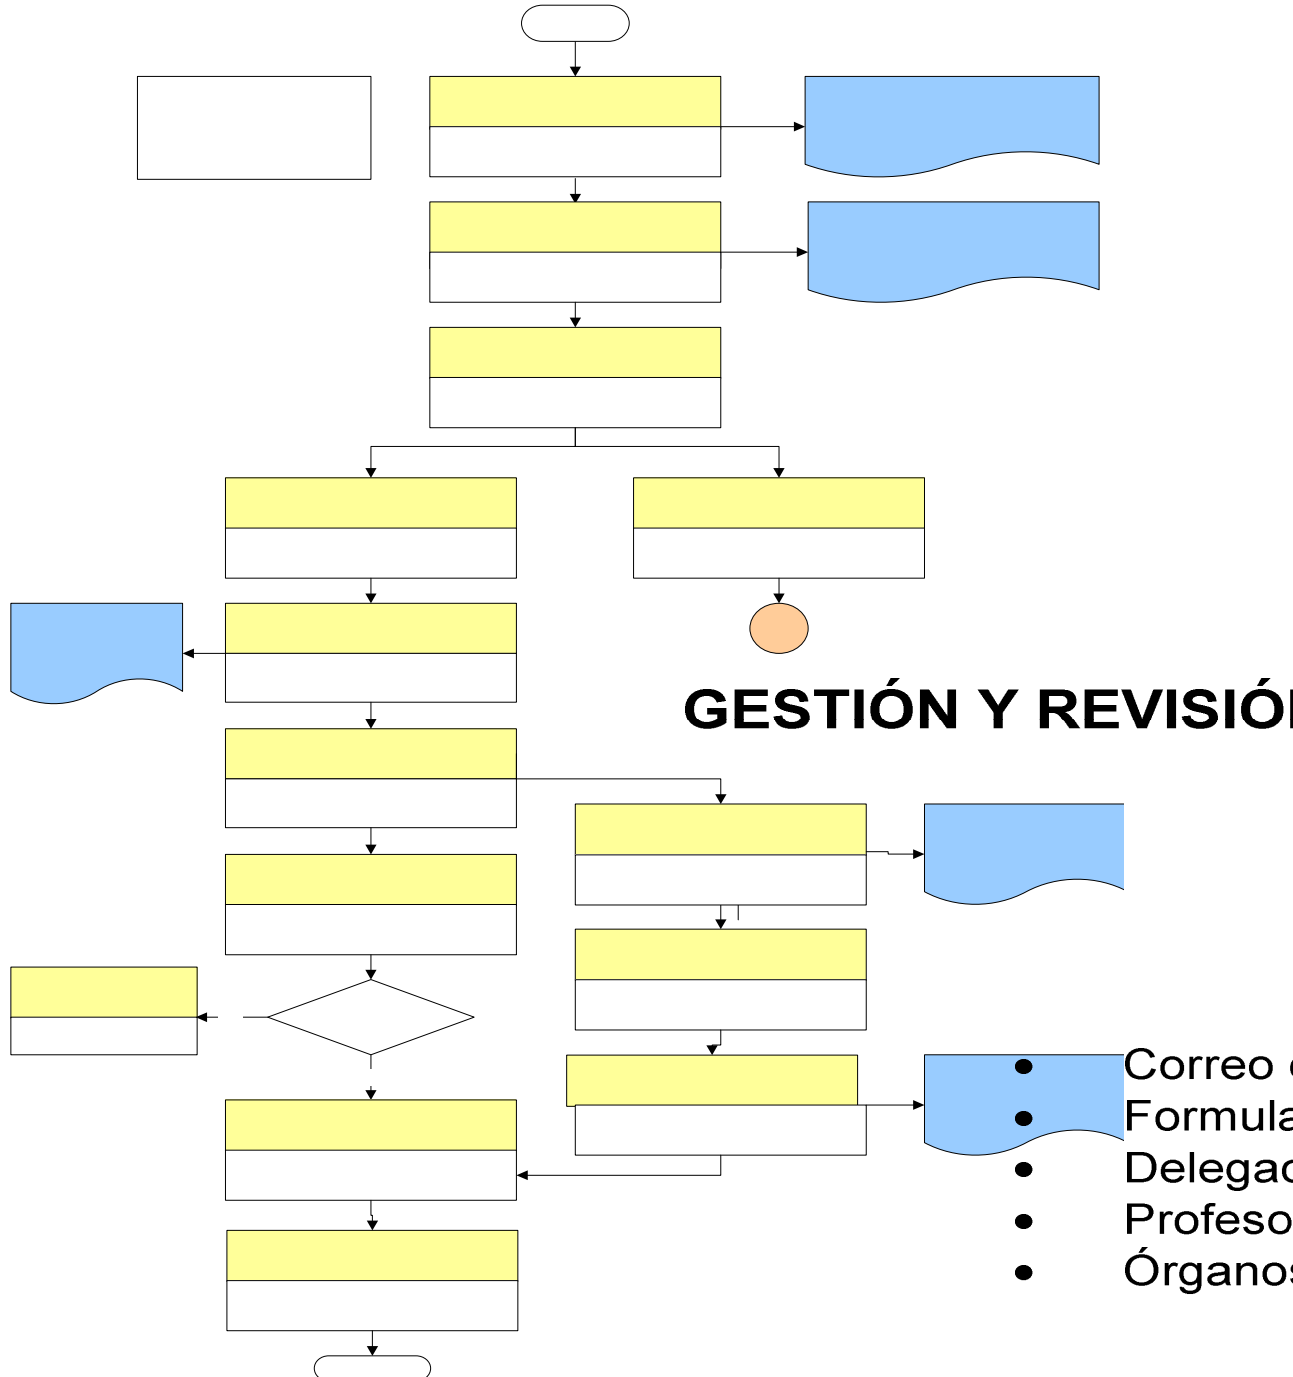 GESTIÓN Y REVISIÓ
• Correo
• Formula
• Delegac
• Profeso
• Órganos